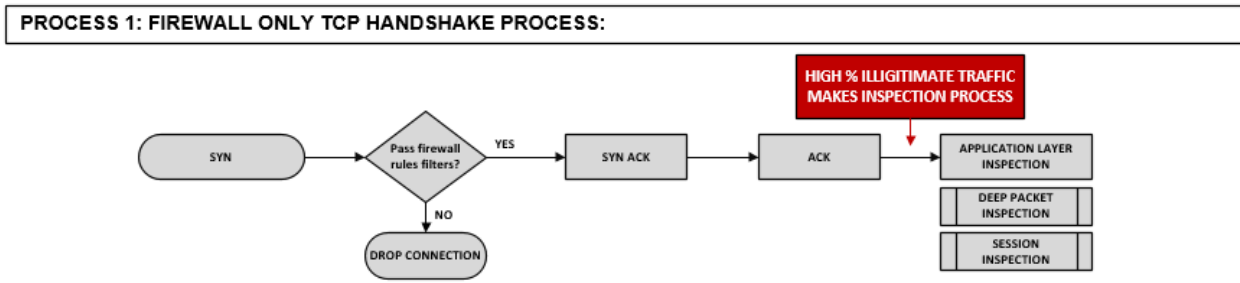 PROCESS 1: FIREWALL ONLY TCP HANDSHAKE PROCESS:
HIGH % ILLIGITIMATE TRAFFIC
MAKES INSPECTION PROCESS
SYN
Pass firewall
rules filters?
YES
SYN ACK
ACK
APPLICATION LAYER
INSPECTION
DEEP PACKET
INSPECTION
NO
SESSION
INSPECTION
DROP CONNECTION